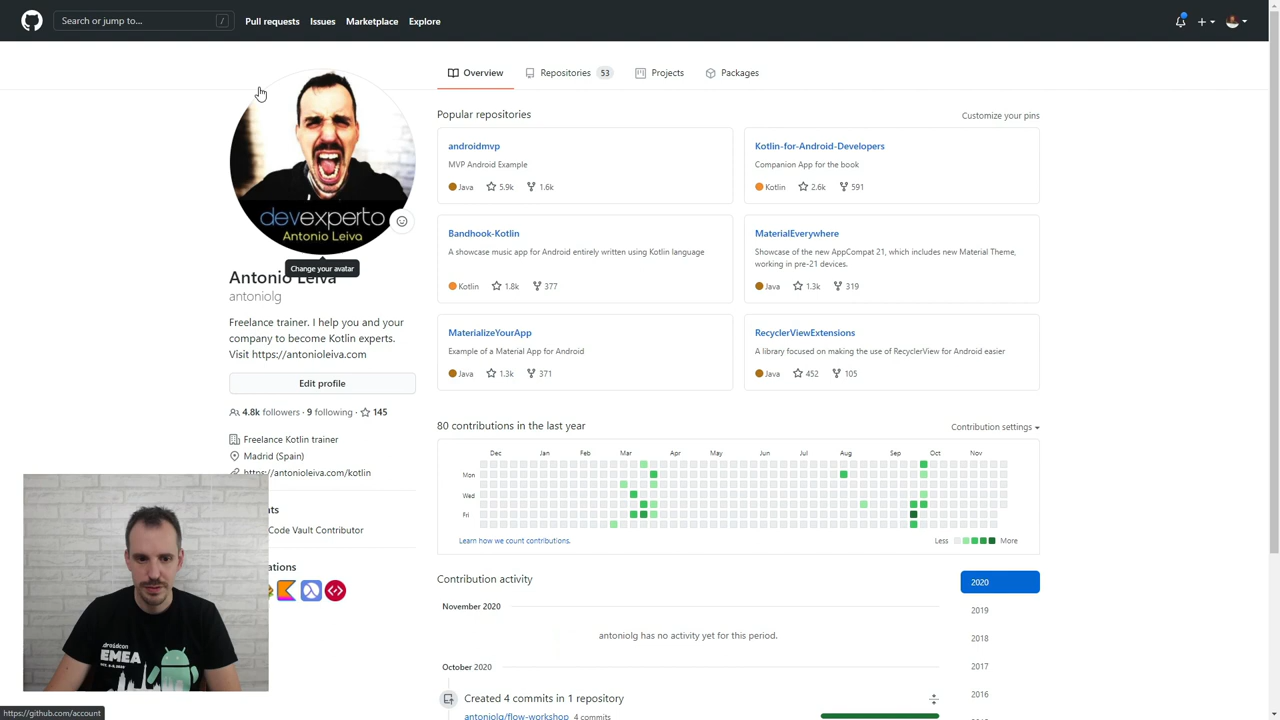 Search or jump to...
/
Pull requests
Issues
Marketplace
Explore
Overview
Repositories 53
Projects
Packages
devexperto
Antonio Leiva
Change your avatar
Antonio Leiva
antoniolg
Freelance trainer. I help you and your
company to become Kotlin experts.
Visit https://antonioleiva.com
Edit profile
4.8k followers · 9 following · 145
Freelance Kotlin trainer
Madrid (Spain)
https://antonioleiva.com/kotlin
Code Vault Contributor
Popular repositories
Customize your pins
androidmvp
MVP Android Example
Java 5.9k 1.6k
Kotlin-for-Android-Developers
Companion App for the book
Kotlin 2.6k 591
Bandhook-Kotlin
A showcase music app for Android entirely written using Kotlin language
Kotlin 1.8k 377
MaterialEverywhere
Showcase of the new AppCompat 21, which includes new Material Theme,
working in pre-21 devices.
Java 1.3k 319
MaterializeYourApp
Example of a Material App for Android
Java 1.3k 371
RecyclerViewExtensions
A library focused on making the use of RecyclerView for Android easier
Java 452 105
80 contributions in the last year
Contribution settings
Dec Jan Feb Mar Apr May Jun Jul Aug Sep Oct Nov
Mon
Wed
Fri
Learn how we count contributions.
Less More
Contribution activity
2020
2019
2018
2017
2016
November 2020
antoniolg has no activity yet for this period.
October 2020
Created 4 commits in 1 repository
antoniolg/flow-workshop 4 commits
EMEA
https://github.com/account